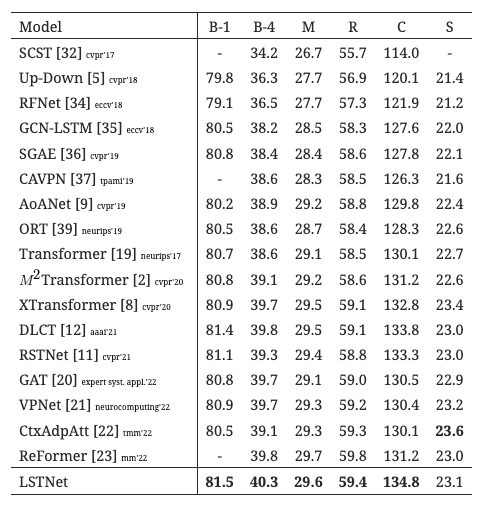 Model B-1 B-4 M R C S
SCST [32] cvpr'17 - 34.2 26.7 55.7 114.0 -
Up-Down [5] cvpr'18 79.8 36.3 27.7 56.9 120.1 21.4
RFNet [34] eccv'18 79.1 36.5 27.7 57.3 121.9 21.2
GCN-LSTM [35] eccv'18 80.5 38.2 28.5 58.3 127.6 22.0
SGAE [36] cvpr'19 80.8 38.4 28.4 58.6 127.8 22.1
CAVPN [37] tpami'19 - 38.6 28.3 58.5 126.3 21.6
AoANet [9] cvpr'19 80.2 38.9 29.2 58.8 129.8 22.4
ORT [39] neurips'19 80.5 38.6 28.7 58.4 128.3 22.6
Transformer [19] neurips'17 80.7 38.6 29.1 58.5 130.1 22.7
M²Transformer [2] cvpr'20 80.8 39.1 29.2 58.6 131.2 22.6
XTransformer [8] cvpr'20 80.9 39.7 29.5 59.1 132.8 23.4
DLCT [12] aaai'21 81.4 39.8 29.5 59.1 133.8 23.0
RSTNet [11] cvpr'21 81.1 39.3 29.4 58.8 133.3 23.0
GAT [20] expert syst. appl.'22 80.8 39.7 29.1 59.0 130.5 22.9
VPNet [21] neurocomputing'22 80.9 39.7 29.3 59.2 130.4 23.2
CtxAdpAtt [22] tmm'22 80.5 39.1 29.3 59.3 130.1 23.6
ReFormer [23] mm'22 - 39.8 29.7 59.8 131.2 23.0
LSTNet 81.5 40.3 29.6 59.4 134.8 23.1